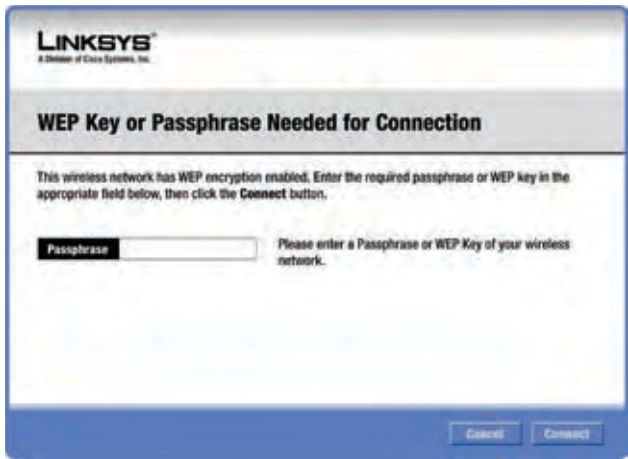 LINKSYS®
A Division of Cisco Systems, Inc.
WEP Key or Passphrase Needed for Connection
This wireless network has WEP encryption enabled. Enter the required passphrase or WEP key in the
appropriate field below, then click the Connect button.
Passphrase
Please enter a Passphrase or WEP Key of your wireless
network.
Cancel
Connect